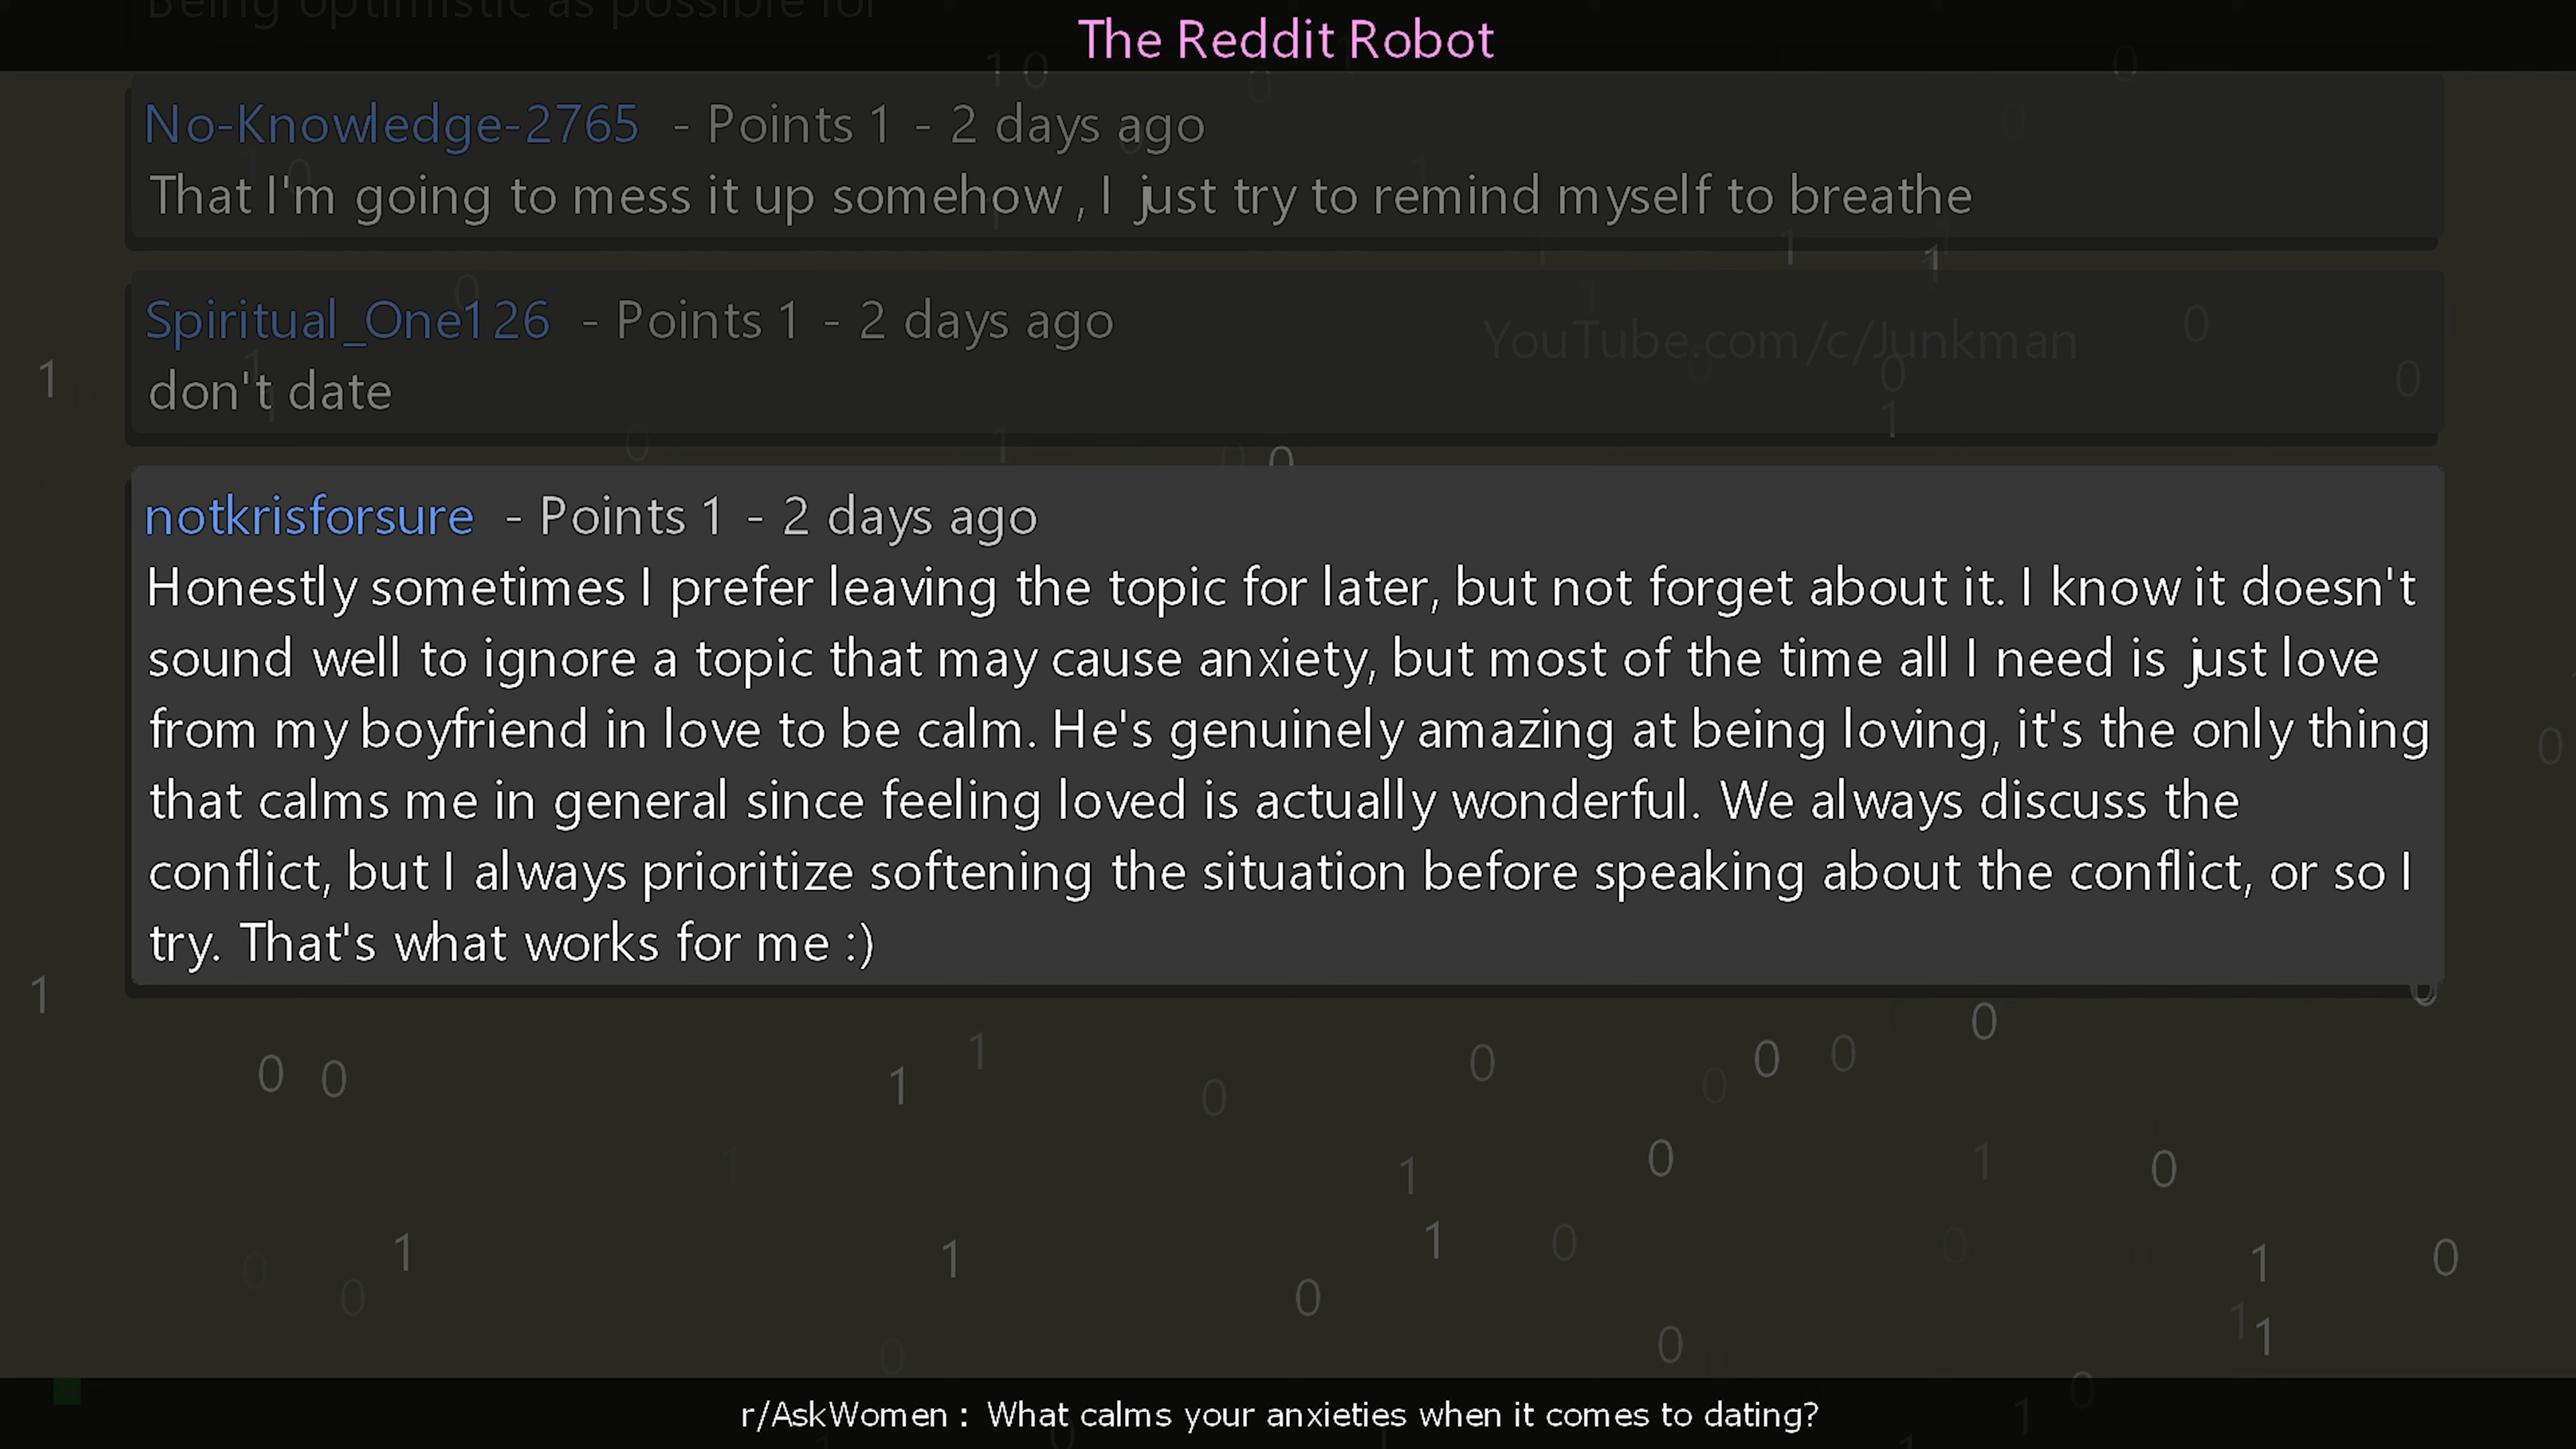 Being optimistic as possible for
The Reddit Robot
No-Knowledge-2765 - Points 1 - 2 days ago
That I'm going to mess it up somehow , I just try to remind myself to breathe
Spiritual_One126 - Points 1 - 2 days ago
YouTube.com/c/Junkman
don't date
notkrisforsure - Points 1 - 2 days ago
Honestly sometimes I prefer leaving the topic for later, but not forget about it. I know it doesn't
sound well to ignore a topic that may cause anxiety, but most of the time all I need is just love
from my boyfriend in love to be calm. He's genuinely amazing at being loving, it's the only thing
that calms me in general since feeling loved is actually wonderful. We always discuss the
conflict, but I always prioritize softening the situation before speaking about the conflict, or so I
try. That's what works for me :)
r/AskWomen : What calms your anxieties when it comes to dating?